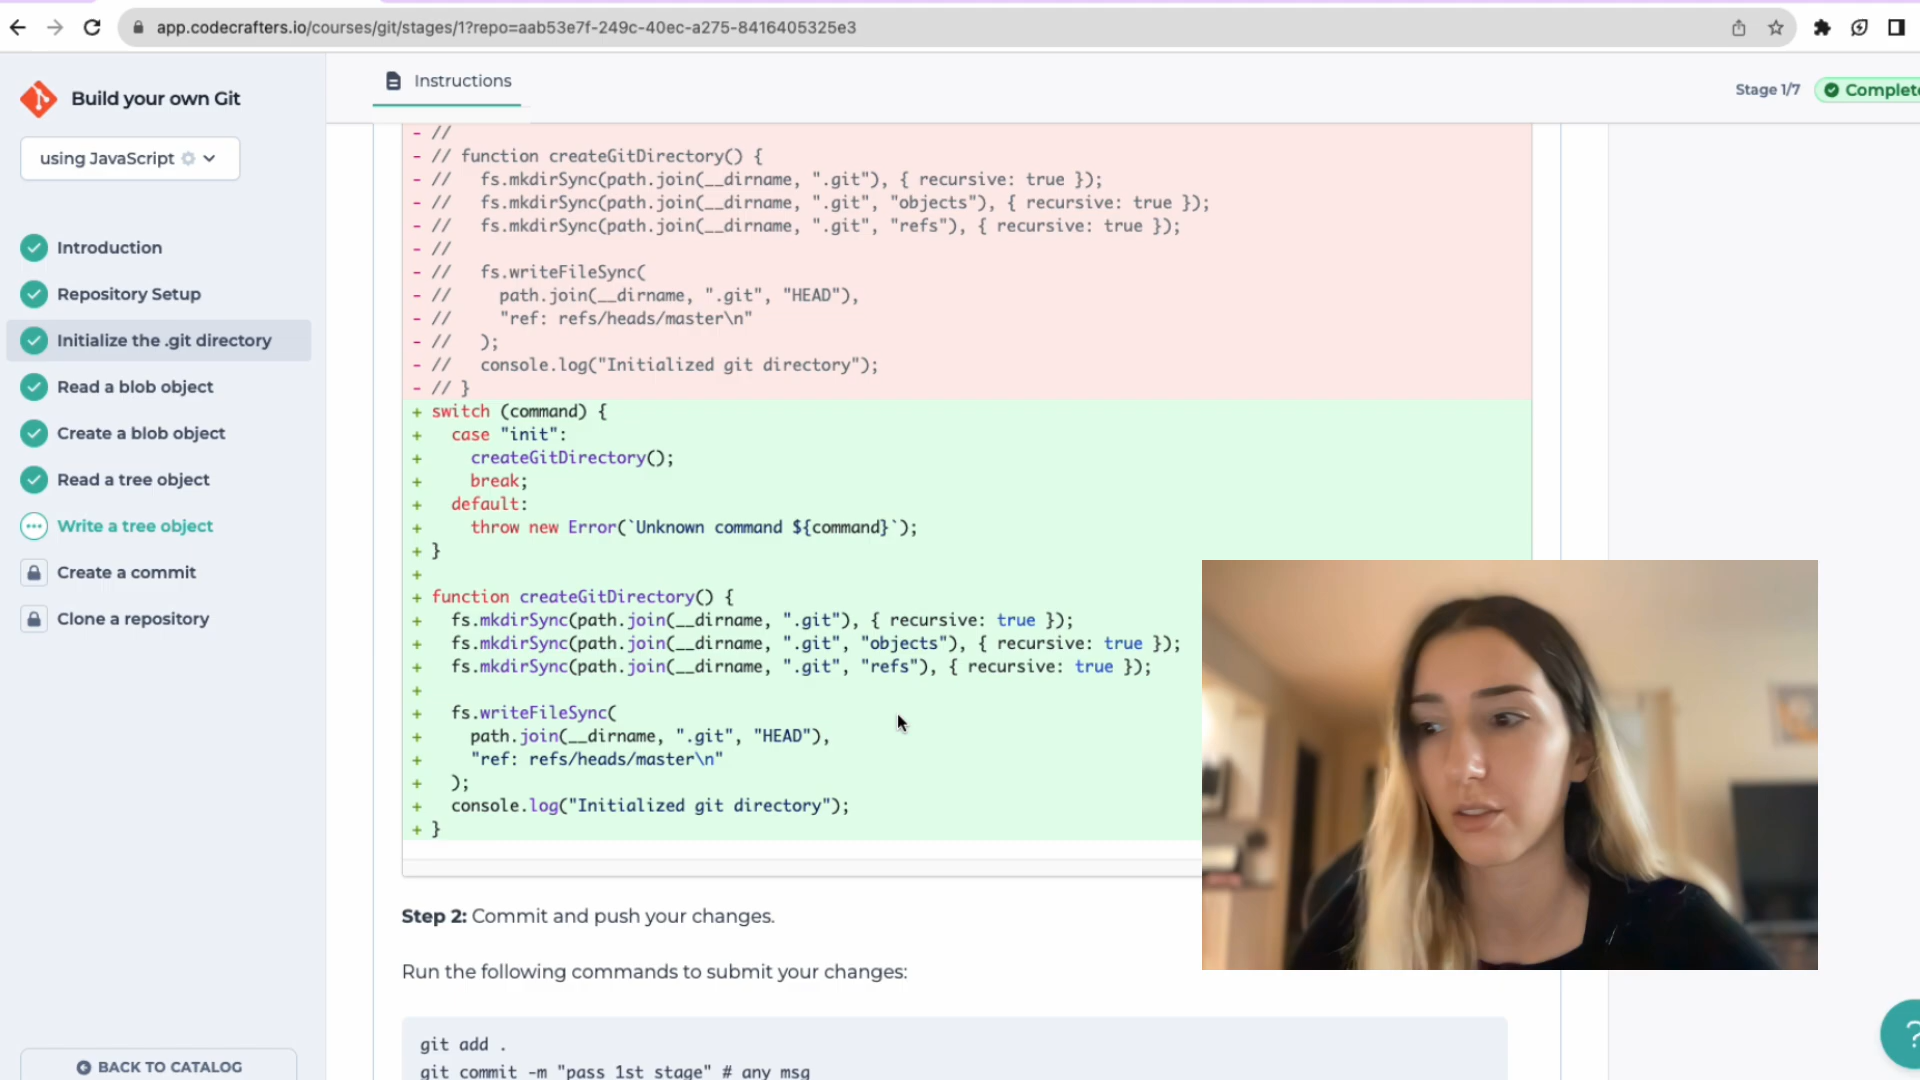 app.codecrafters.io/courses/git/stages/1?repo=aab53e7f-249c-40ec-a275-8416405325e3
Build your own Git
using JavaScript
Introduction
Repository Setup
Initialize the .git directory
Read a blob object
Create a blob object
Read a tree object
Write a tree object
Create a commit
Clone a repository
BACK TO CATALOG
Instructions
Stage 1/7
Complete
- //
- // function createGitDirectory() {
- //   fs.mkdirSync(path.join(__dirname, ".git"), { recursive: true });
- //   fs.mkdirSync(path.join(__dirname, ".git", "objects"), { recursive: true });
- //   fs.mkdirSync(path.join(__dirname, ".git", "refs"), { recursive: true });
- //
- //   fs.writeFileSync(
- //     path.join(__dirname, ".git", "HEAD"),
- //     "ref: refs/heads/master\n"
- //   );
- //   console.log("Initialized git directory");
- // }
+ switch (command) {
+   case "init":
+     createGitDirectory();
+     break;
+   default:
+     throw new Error(`Unknown command ${command}`);
+ }
+
+ function createGitDirectory() {
+   fs.mkdirSync(path.join(__dirname, ".git"), { recursive: true });
+   fs.mkdirSync(path.join(__dirname, ".git", "objects"), { recursive: true });
+   fs.mkdirSync(path.join(__dirname, ".git", "refs"), { recursive: true });
+
+   fs.writeFileSync(
+     path.join(__dirname, ".git", "HEAD"),
+     "ref: refs/heads/master\n"
+   );
+   console.log("Initialized git directory");
+ }
Step 2: Commit and push your changes.
Run the following commands to submit your changes:
git add .
git commit -m "pass 1st stage" # any msg
?